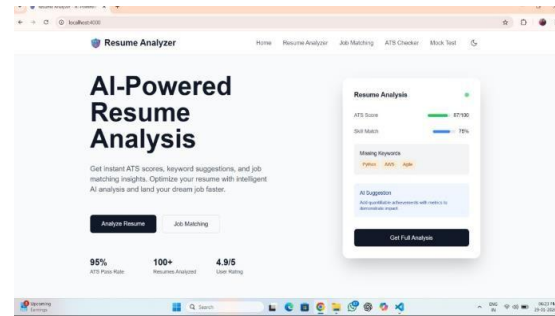 localhost:4000
Resume Analyzer
Home Resume Analyzer Job Matching ATS Checker Mock Test
AI-Powered
Resume
Analysis
Get instant ATS scores, keyword suggestions, and job
matching insights. Optimize your resume with intelligent
AI analysis and land your dream job faster.
Analyze Resume Job Matching
95% 100+ 4.9/5
ATS Pass Rate Resumes Analyzed User Rating
Resume Analysis
ATS Score 87/100
Skill Match 75%
Missing Keywords
Python AWS Agile
AI Suggestion
Add quantifiable achievements with metrics to
demonstrate impact
Get Full Analysis
Upcoming
Earnings
Search
ENG
IN